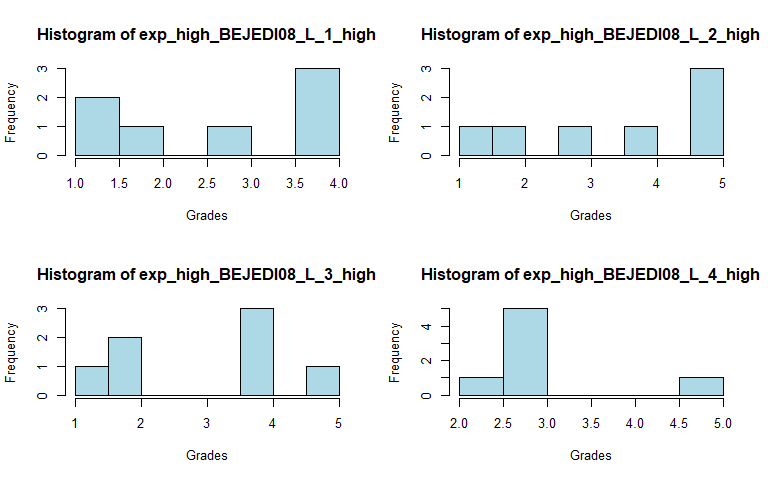 Histogram of exp_high_BEJEDI08_L_1_high
Frequency
3
2
1
0
1.0 1.5 2.0 2.5 3.0 3.5 4.0
Grades
Histogram of exp_high_BEJEDI08_L_2_high
Frequency
3
2
1
0
1 2 3 4 5
Grades
Histogram of exp_high_BEJEDI08_L_3_high
Frequency
3
2
1
0
1 2 3 4 5
Grades
Histogram of exp_high_BEJEDI08_L_4_high
Frequency
4
2
0
2.0 2.5 3.0 3.5 4.0 4.5 5.0
Grades